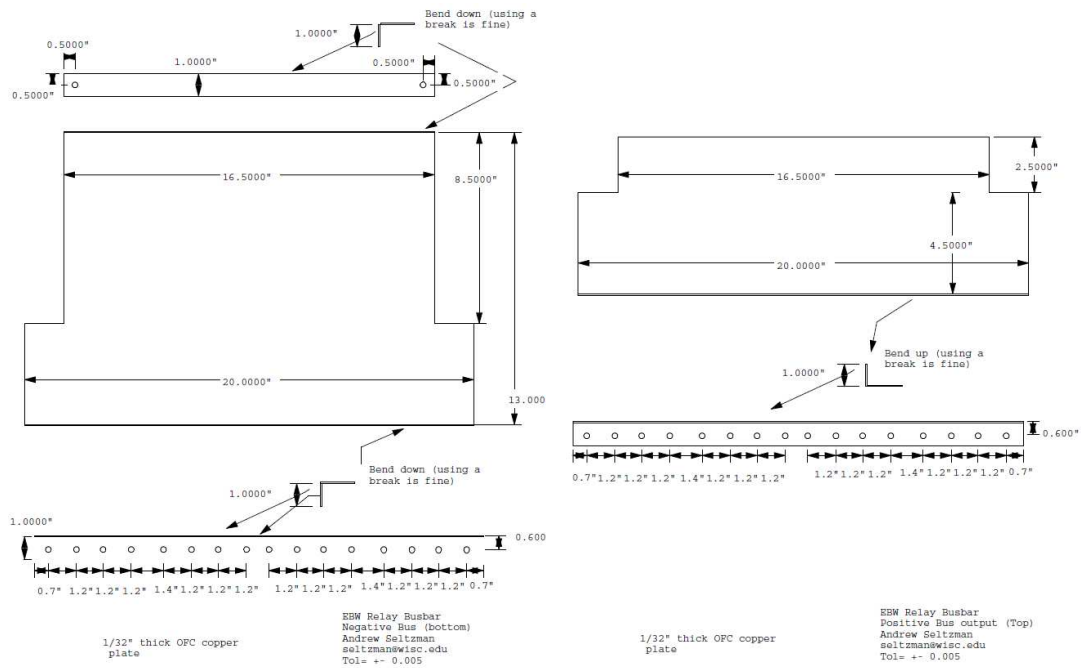 Bend down (using a
break is fine)
1.0000"
0.5000"
1.0000"
0.5000"
0.5000"
0.5000"
16.5000"
8.5000"
20.0000"
13.000
Bend down (using a
break is fine)
1.0000"
1.0000"
0.600
0.7" 1.2" 1.2" 1.2" 1.4" 1.2" 1.2" 1.2" 1.2" 1.2" 1.2" 1.4" 1.2" 1.2" 1.2" 0.7"
1/32" thick OFC copper
plate
EBW Relay Busbar
Negative Bus (bottom)
Andrew Seltzman
seltzman@wisc.edu
Tol= +- 0.005
2.5000"
16.5000"
4.5000"
20.0000"
Bend up (using a
break is fine)
1.0000"
0.600"
0.7" 1.2" 1.2" 1.2" 1.4" 1.2" 1.2" 1.2" 1.2" 1.2" 1.2" 1.4" 1.2" 1.2" 1.2" 0.7"
1/32" thick OFC copper
plate
EBW Relay Busbar
Positive Bus output (Top)
Andrew Seltzman
seltzman@wisc.edu
Tol= +- 0.005